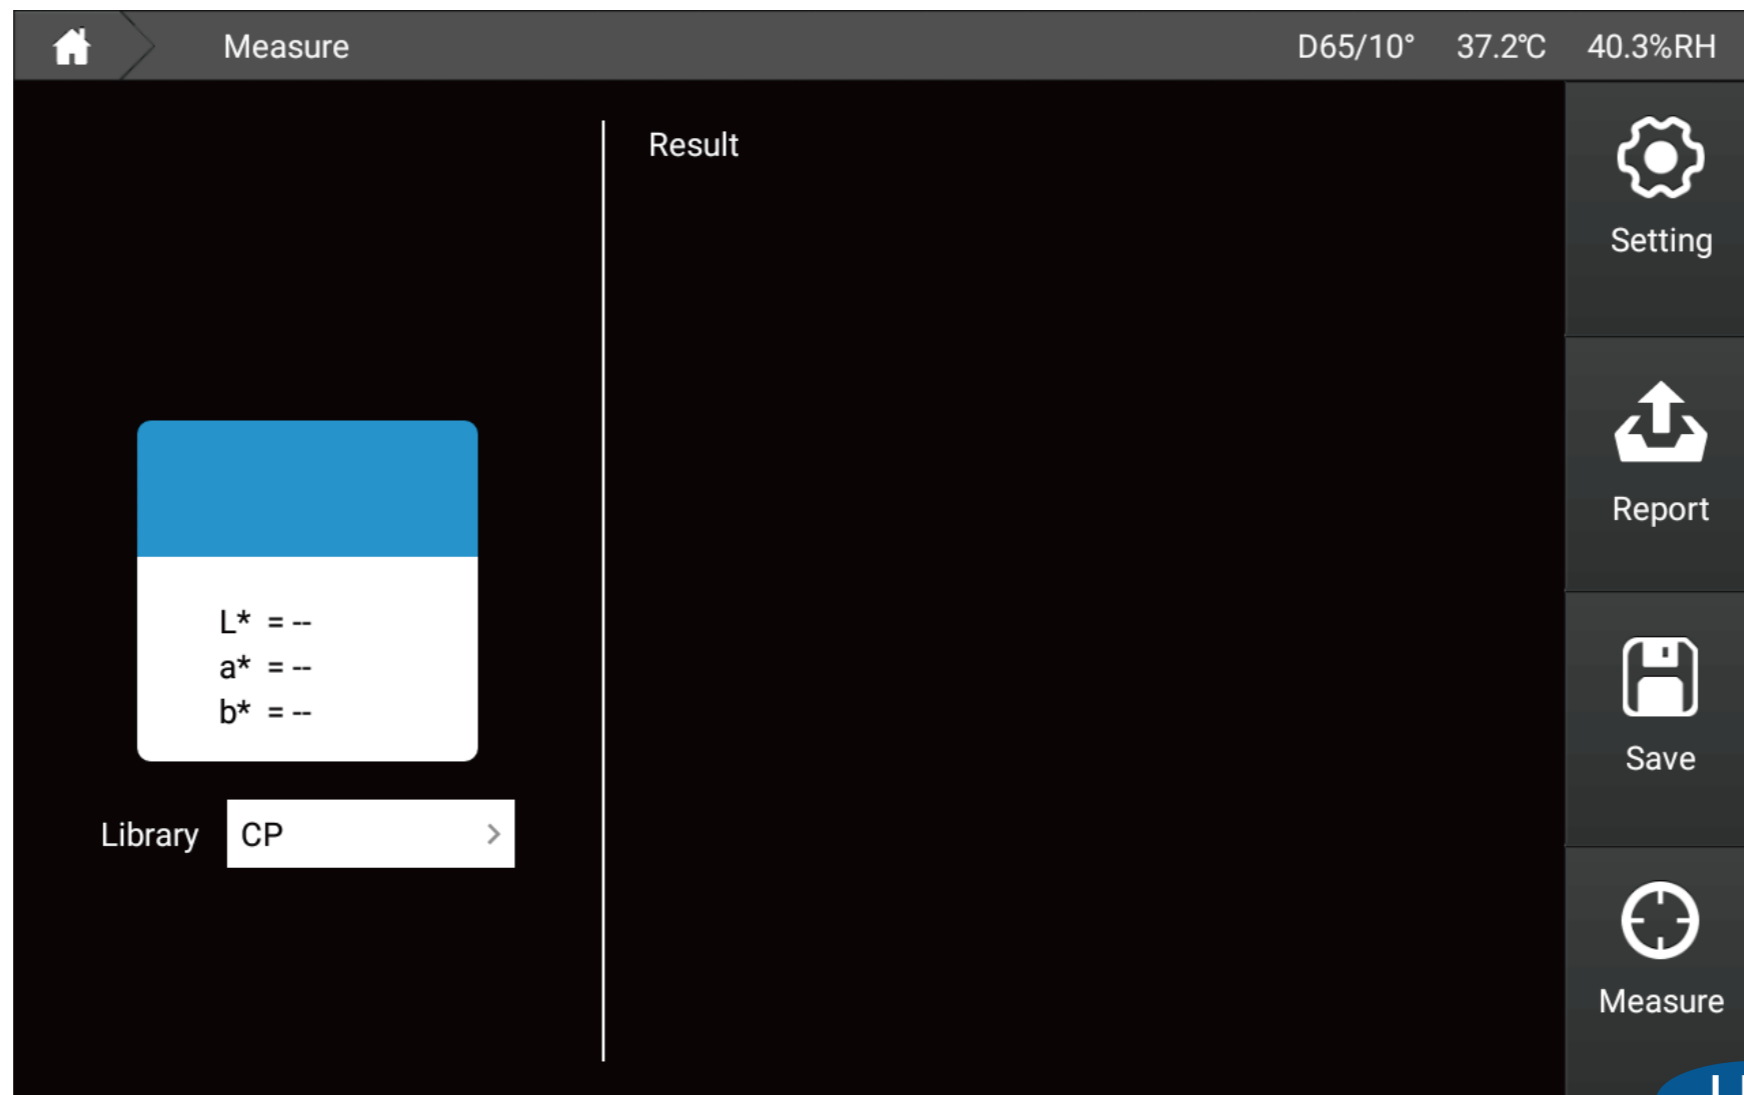 Measure
D65/10° 37.2℃ 40.3%RH
Result
Setting
Report
L* = --
a* = --
b* = --
Save
Library CP
Measure